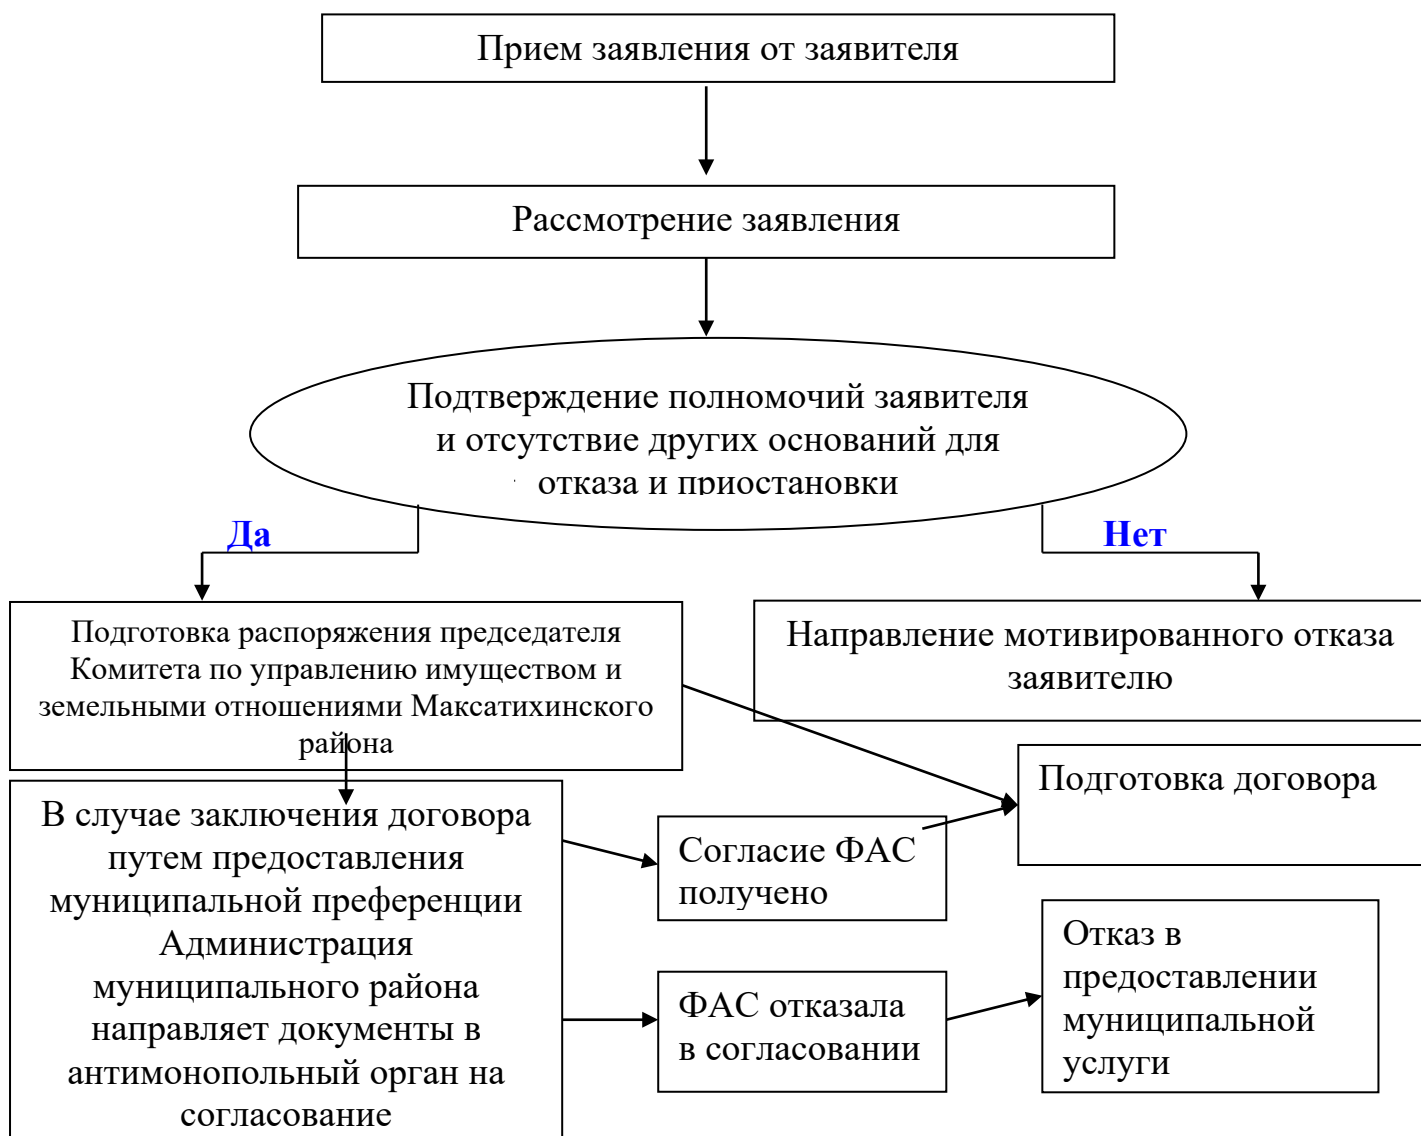 Прием заявления от заявителя
Рассмотрение заявления
Подтверждение полномочий заявителя
и отсутствие других оснований для
отказа и приостановки
Да
Нет
Подготовка распоряжения председателя
Комитета по управлению имуществом и
земельными отношениями Максатихинского
района
Направление мотивированного отказа
заявителю
Подготовка договора
В случае заключения договора
путем предоставления
муниципальной преференции
Администрация
муниципального района
направляет документы в
антимонопольный орган на
согласование
Согласие ФАС
получено
ФАС отказала
в согласовании
Отказ в
предоставлении
муниципальной
услуги